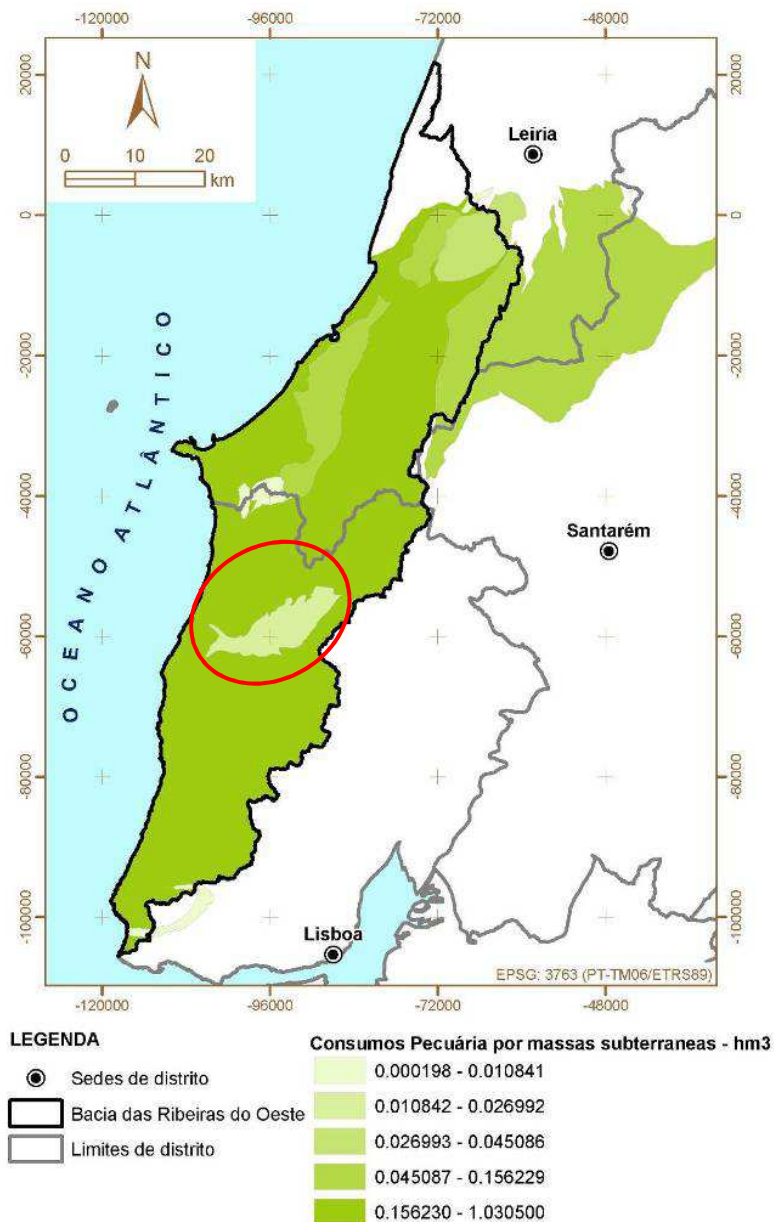 -120000 -96000 -72000 -48000
N
0 10 20
km
Leiria
Santarém
Lisboa
OCEANO ATLÂNTICO
20000
0
-20000
-40000
-60000
-80000
-100000
20000
0
-20000
-40000
-60000
-80000
-100000
EPSG: 3763 (PT-TM06/ETRS89)
-120000 -96000 -72000 -48000
LEGENDA
Sedes de distrito
Bacia das Ribeiras do Oeste
Limites de distrito
Consumos Pecuária por massas subterraneas - hm3
0.000198 - 0.010841
0.010842 - 0.026992
0.026993 - 0.045086
0.045087 - 0.156229
0.156230 - 1.030500